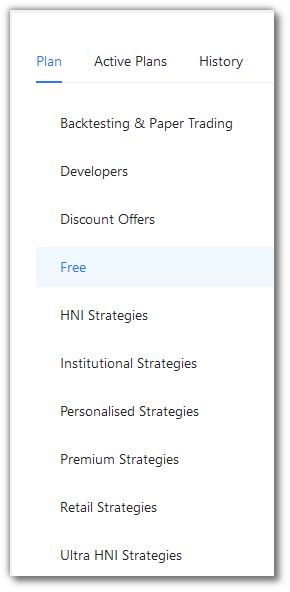 Plan Active Plans History
Backtesting & Paper Trading
Developers
Discount Offers
Free
HNI Strategies
Institutional Strategies
Personalised Strategies
Premium Strategies
Retail Strategies
Ultra HNI Strategies